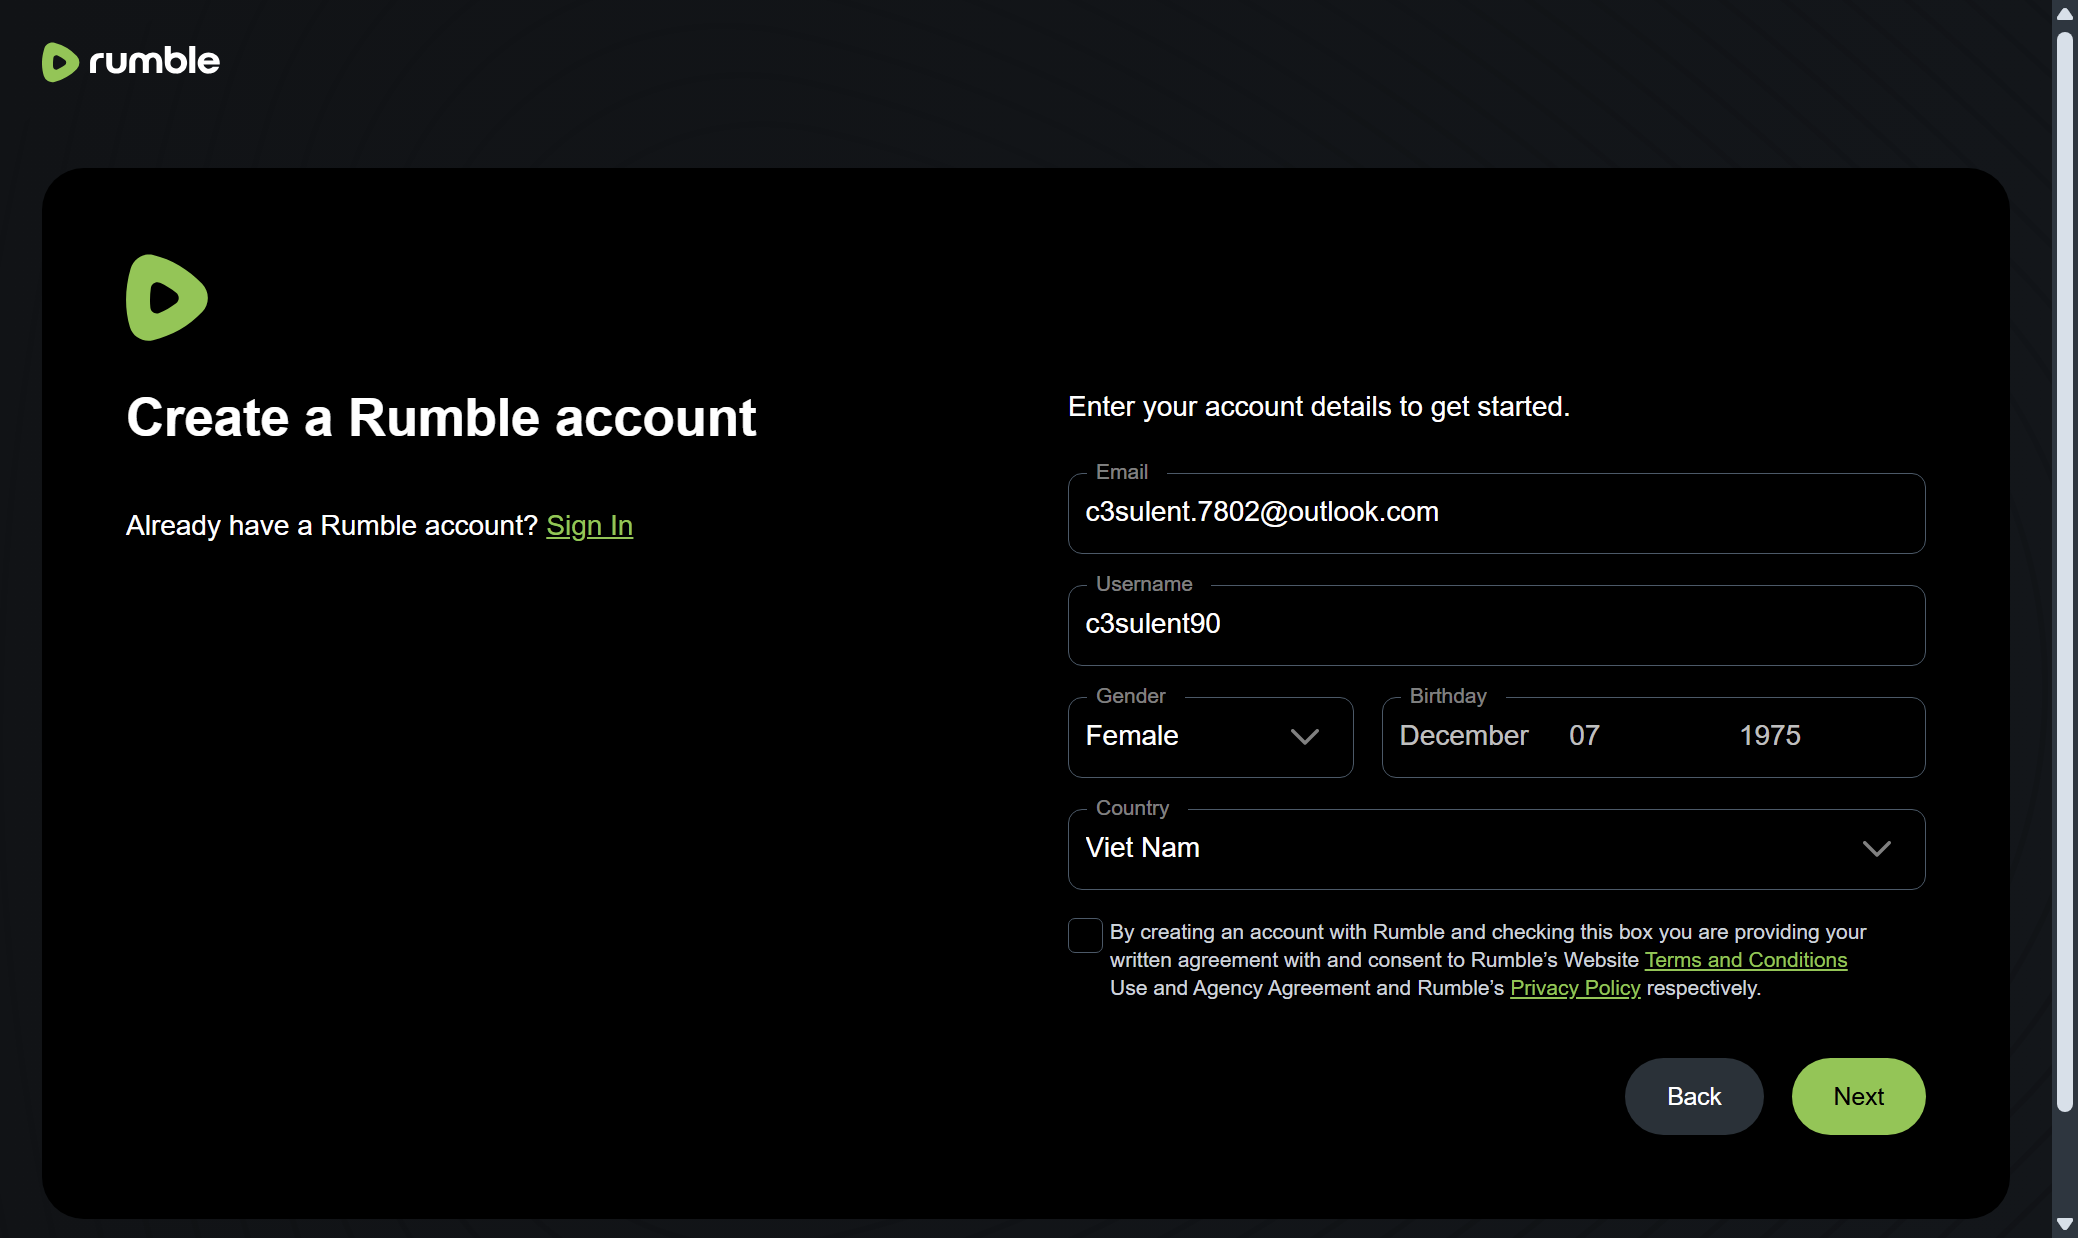 rumble
Create a Rumble account
Already have a Rumble account? Sign In
Enter your account details to get started.
Email
c3sulent.7802@outlook.com
Username
c3sulent90
Gender
Female
Birthday
December 07 1975
Country
Viet Nam
By creating an account with Rumble and checking this box you are providing your
written agreement with and consent to Rumble’s Website Terms and Conditions
Use and Agency Agreement and Rumble’s Privacy Policy respectively.
Back
Next